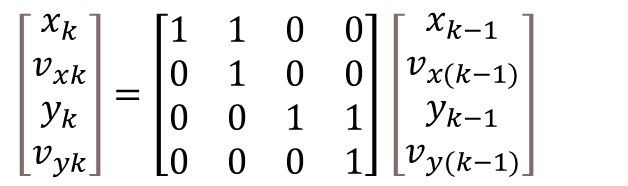 [x_k] = [1 1 0 0] [x_{k-1}]
[v_{xk}] [0 1 0 0] [v_{x(k-1)}]
[y_k] [0 0 1 1] [y_{k-1}]
[v_{yk}] [0 0 0 1] [v_{y(k-1)}]